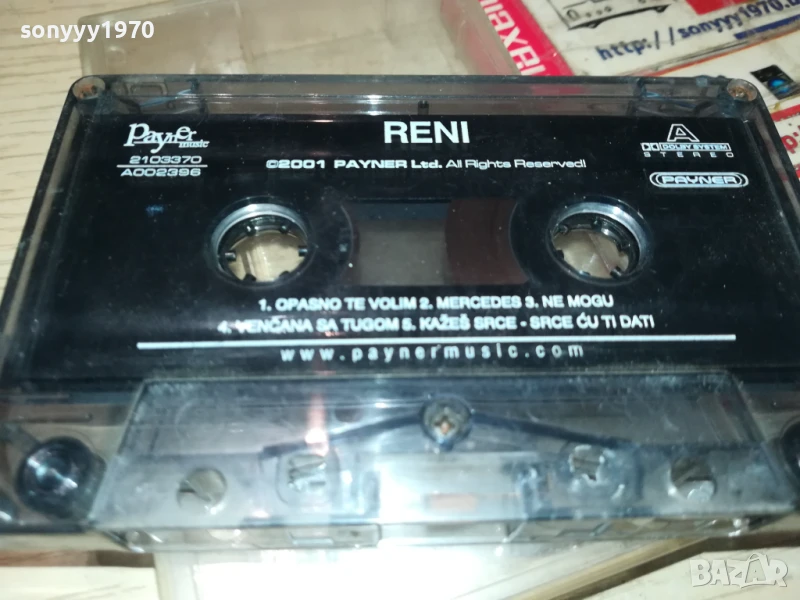 sonyyy1970
maxell
http://sonyyy1970.
Payner
music
2103370
A002396
RENI
©2001 PAYNER Ltd. All Rights Reserved!
A
DOLBY SYSTEM
STEREO
PAYNER
1. OPASNO TE VOLIM 2. MERCEDES 3. NE MOGU
4. VENČANA SA TUGOM 5. KAŽEŠ SRCE - SRCE ĆU TI DATI
www.paynermusic.com
BAZAR